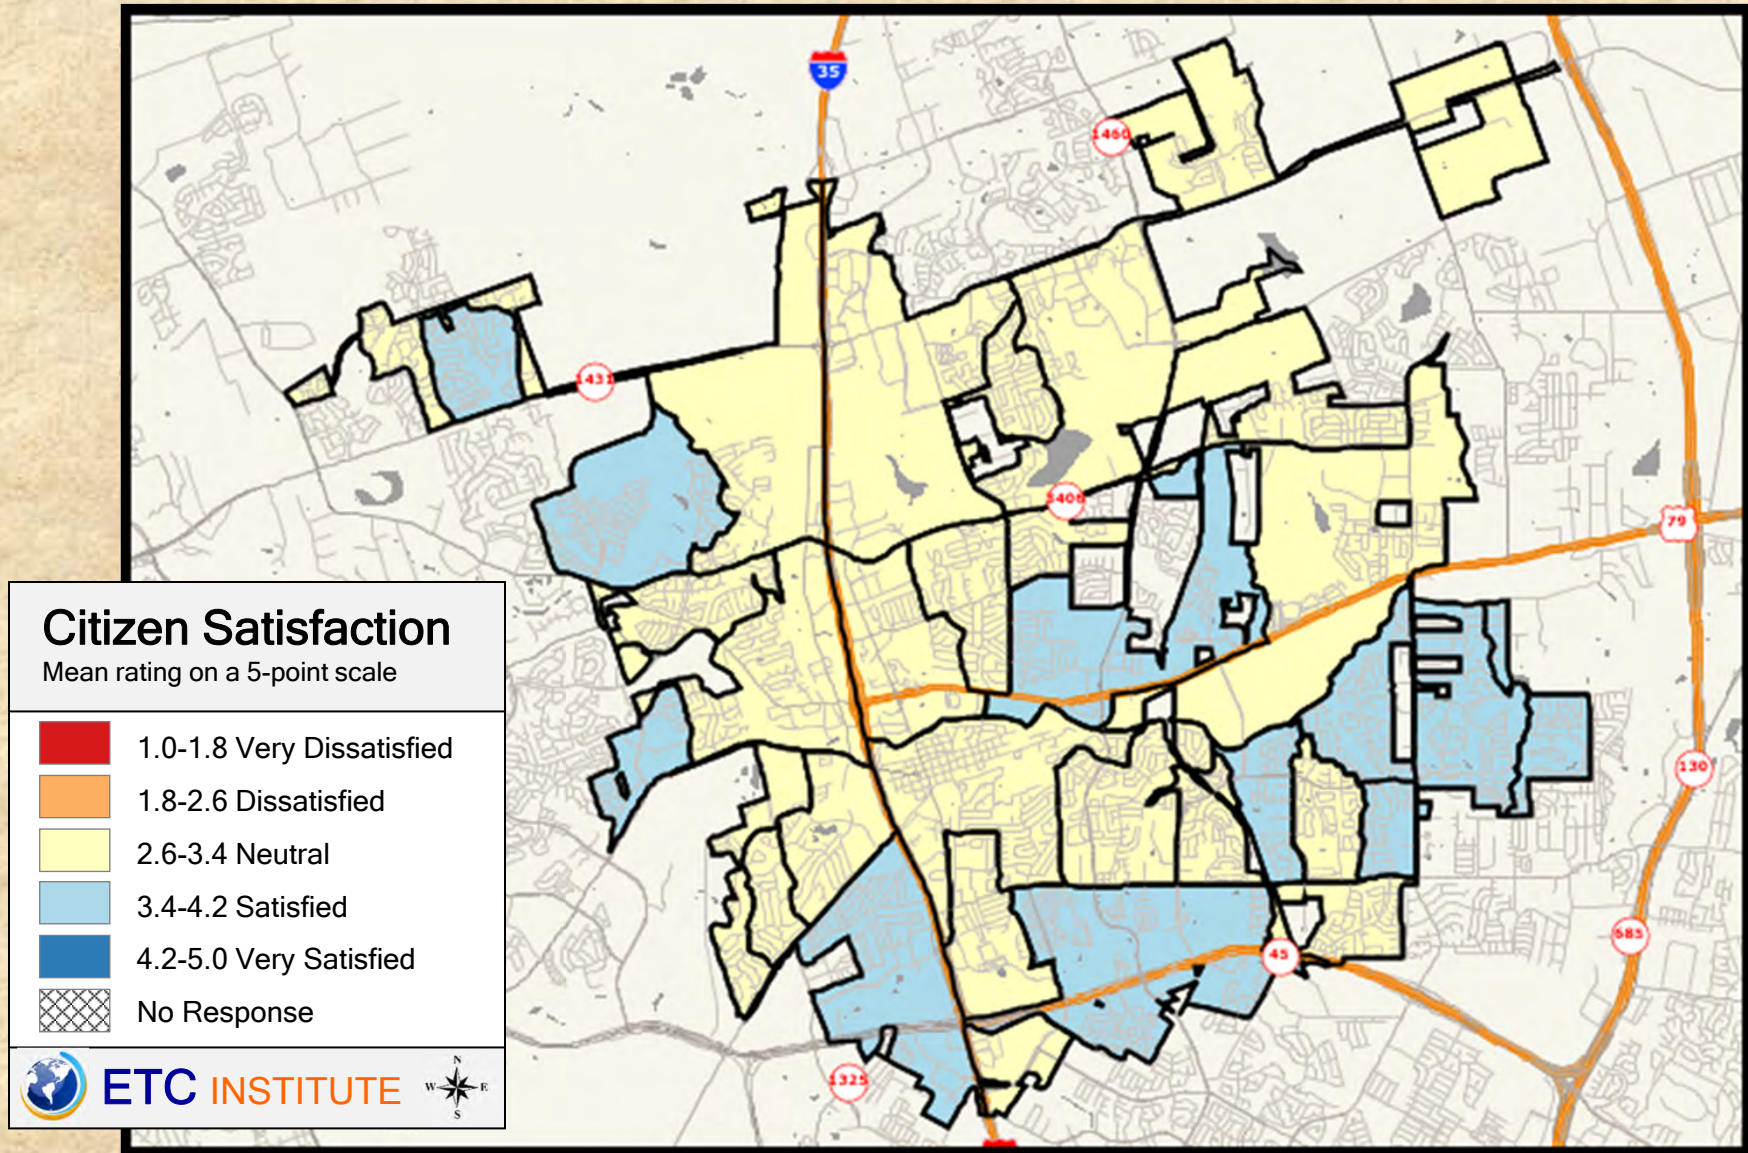 35
1460
1431
3406
79
Citizen Satisfaction
Mean rating on a 5-point scale
1.0-1.8 Very Dissatisfied
1.8-2.6 Dissatisfied
2.6-3.4 Neutral
3.4-4.2 Satisfied
4.2-5.0 Very Satisfied
No Response
ETC INSTITUTE
N
W E
S
130
685
45
1325